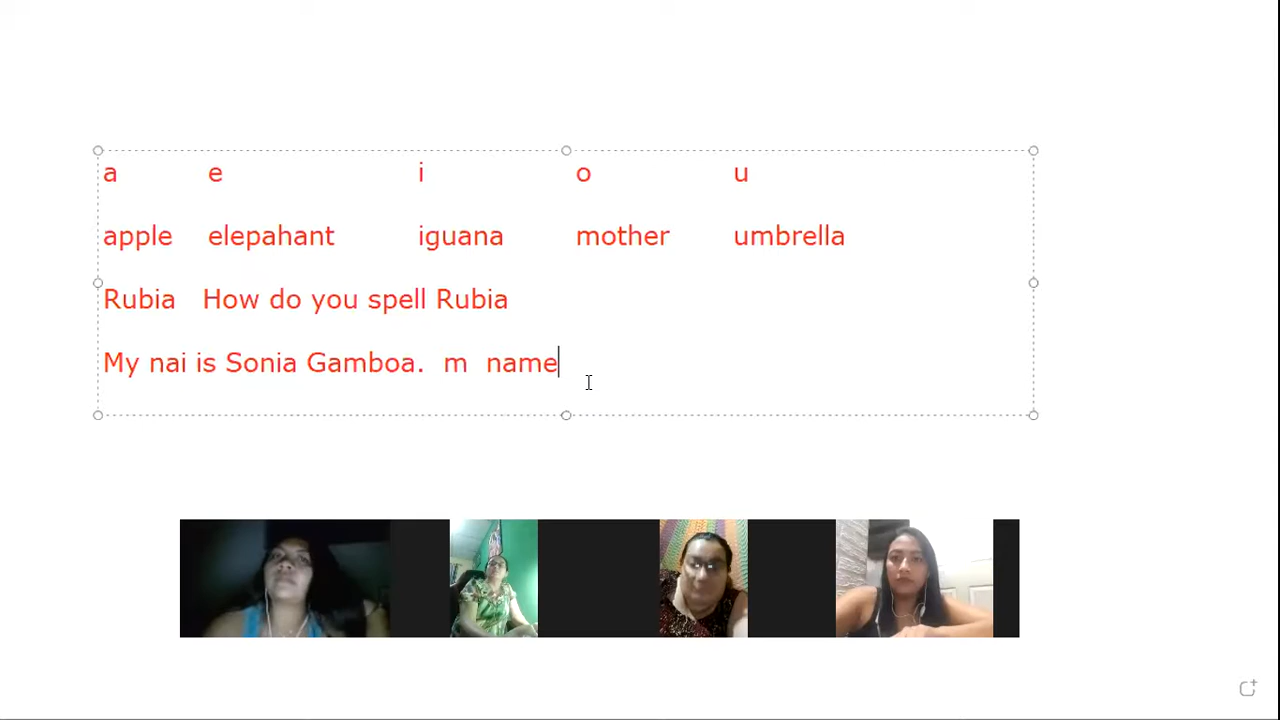 a e i o u
apple elepahant iguana mother umbrella
Rubia How do you spell Rubia
My nai is Sonia Gamboa. m name